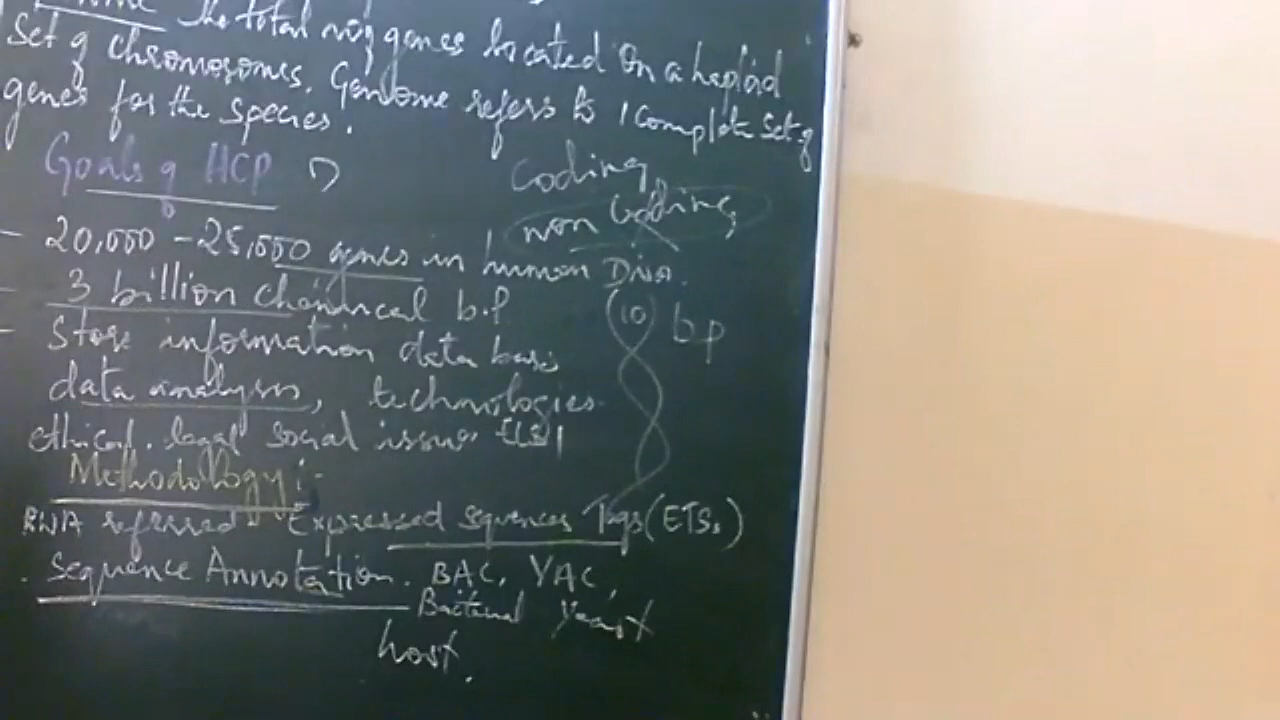 The total no of genes located on a haploid
set of chromosomes. Genome refers to 1 complete set of
genes for the species.
Goals of HGP
coding
non coding
- 20,000 - 25,000 genes in human DNA.
- 3 billion chemical b.p
(10) bp
- Store information data basis
data analysis, technologies
ethical. legal social issues ELSI
Methodology :-
RNA referred Expressed sequences Tags (ETSs)
. Sequence Annotation. BAC, YAC,
Bacterial Yeast
host.